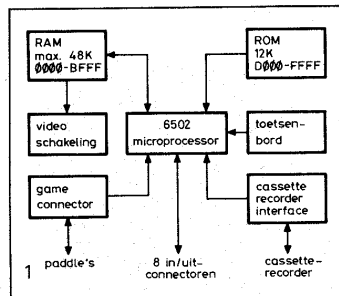 RAM
max. 48K
0000-BFFF
ROM
12K
D000-FFFF
video
schakeling
6502
microprocessor
toetsen-
bord
game
connector
cassette
recorder
interface
paddle's
8 in/uit-
connectoren
cassette-
recorder
1